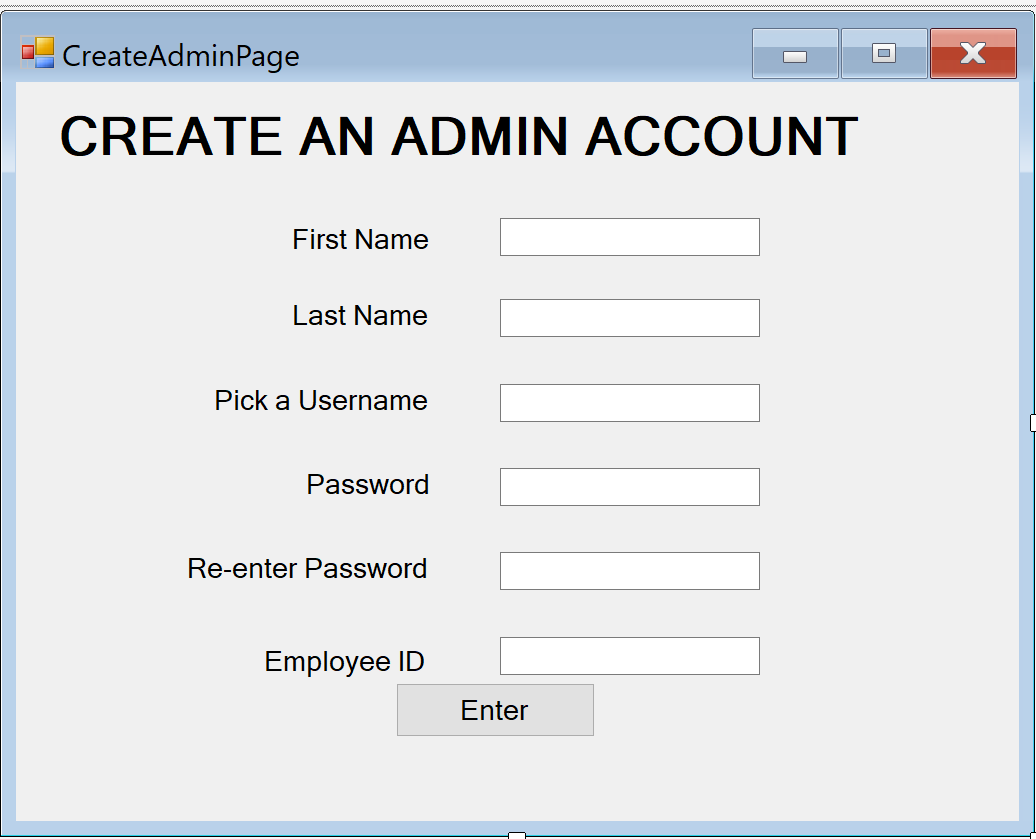 CreateAdminPage
CREATE AN ADMIN ACCOUNT
First Name
Last Name
Pick a Username
Password
Re-enter Password
Employee ID
Enter